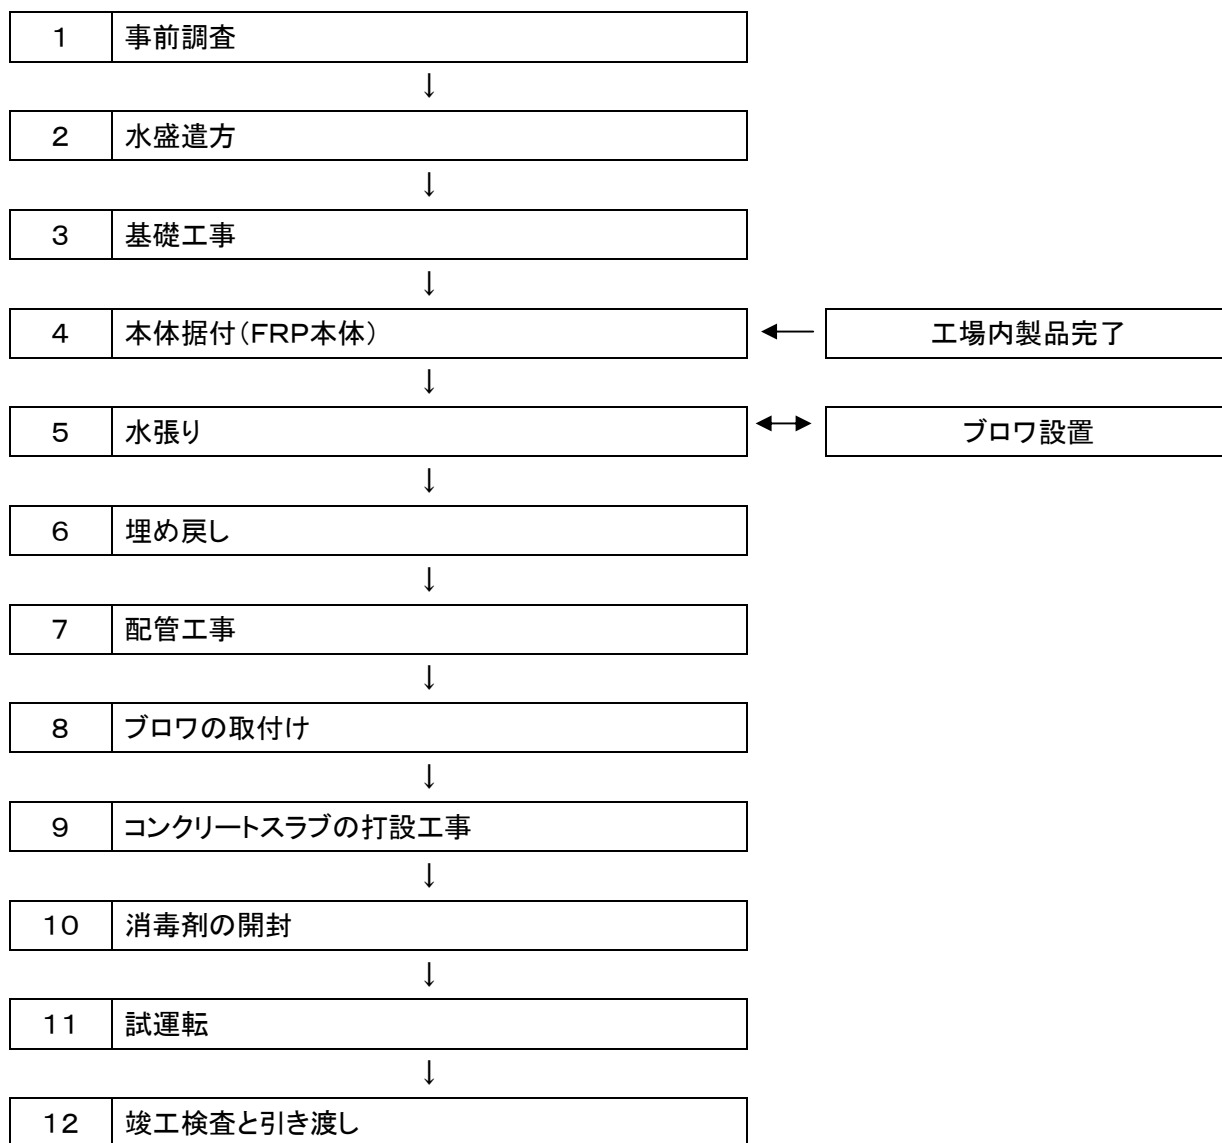 1 事前調査
↓
2 水盛遣方
↓
3 基礎工事
↓
4 本体据付(FRP本体) ← 工場内製品完了
↓
5 水張り ↔ ブロワ設置
↓
6 埋め戻し
↓
7 配管工事
↓
8 ブロワの取付け
↓
9 コンクリートスラブの打設工事
↓
10 消毒剤の開封
↓
11 試運転
↓
12 竣工検査と引き渡し